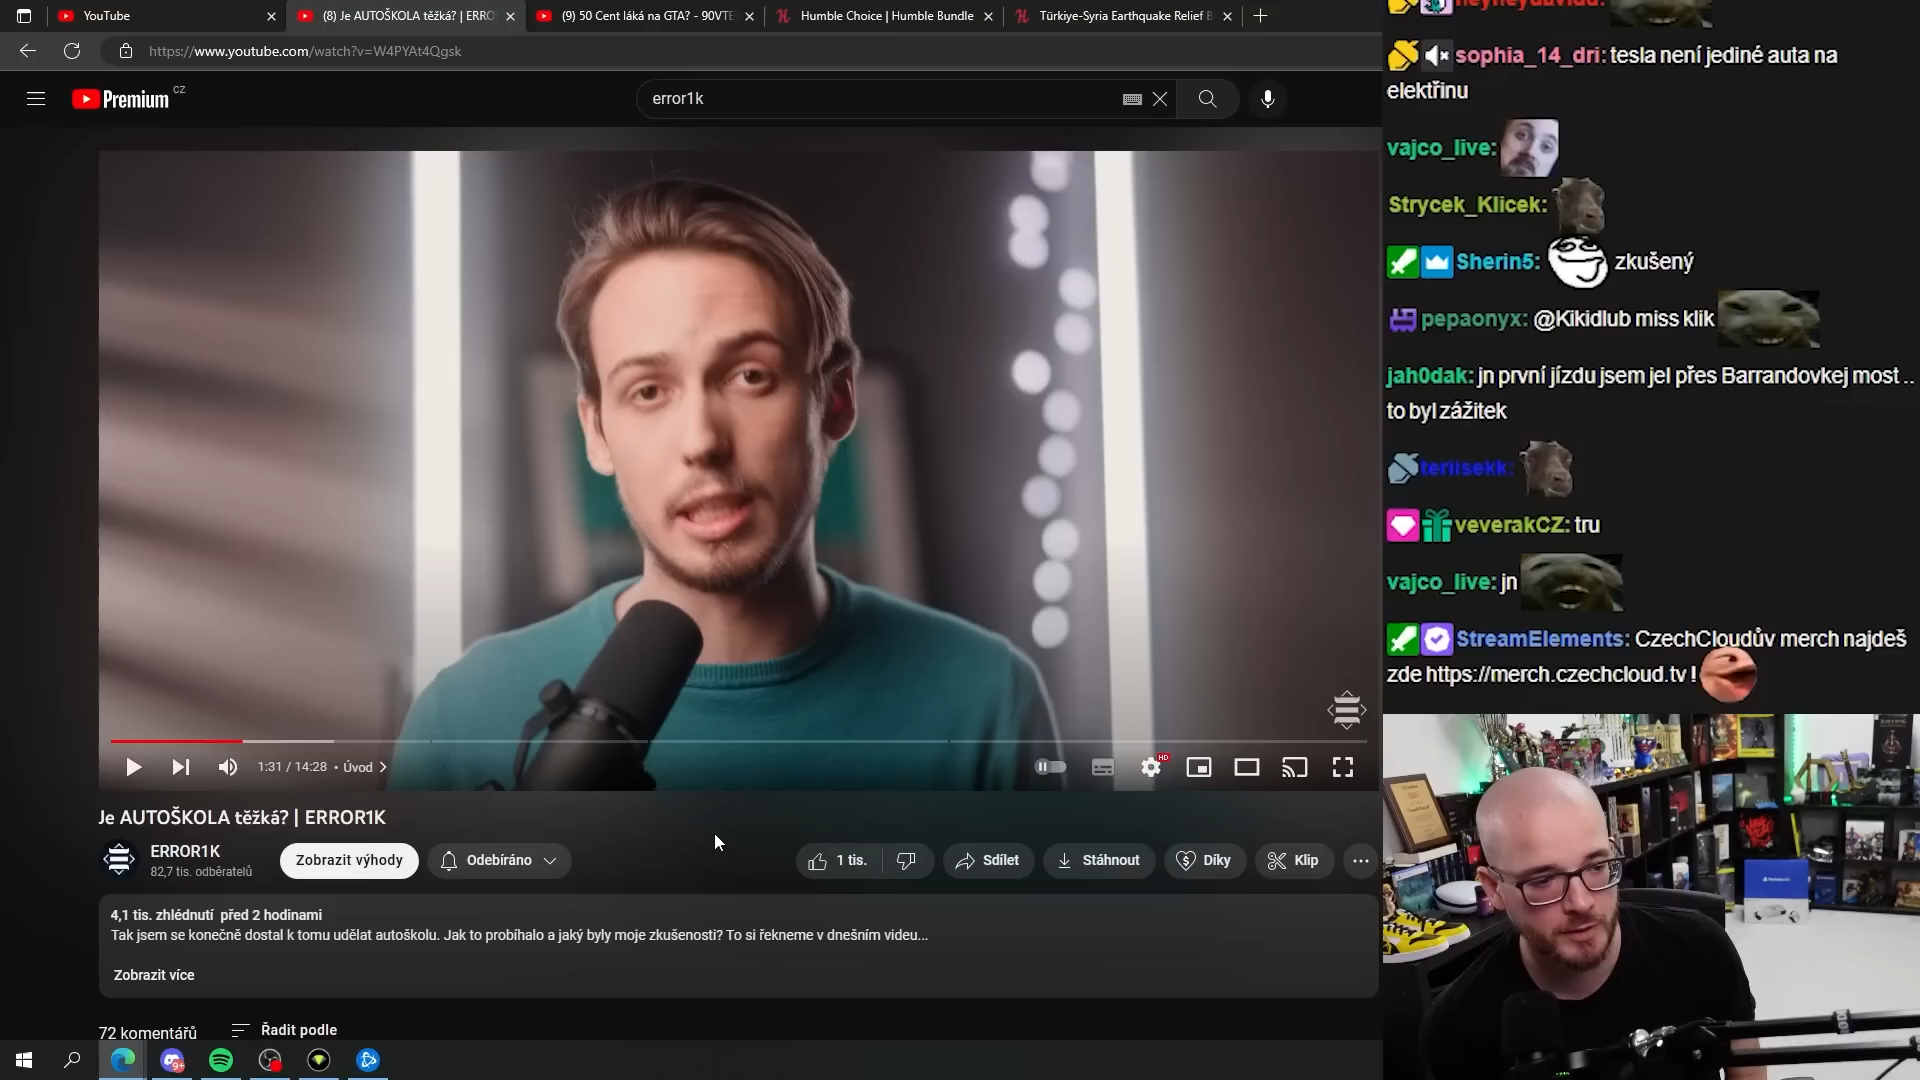 YouTube
(8) Je AUTOŠKOLA těžká? | ERRO
(9) 50 Cent láká na GTA? - 90VTE
Humble Choice | Humble Bundle
Türkiye-Syria Earthquake Relief B
https://www.youtube.com/watch?v=W4PYAt4Qgsk
Premium CZ
error1k
HD
1:31 / 14:28 • Úvod
Je AUTOŠKOLA těžká? | ERROR1K
ERROR1K
82,7 tis. odběratelů
Zobrazit výhody
Odebíráno
1 tis.
Sdílet
Stáhnout
Díky
Klip
4,1 tis. zhlédnutí před 2 hodinami
Tak jsem se konečně dostal k tomu udělat autoškolu. Jak to probíhalo a jaký byly moje zkušenosti? To si řekneme v dnešním videu...
Zobrazit více
72 komentářů
Řadit podle
9+
heyheydavidd:
sophia_14_dri: tesla není jediné auta na
elektřinu
vajco_live:
Strycek_Klicek:
Sherin5: zkušený
pepaonyx: @Kikidlub miss klik
jah0dak: jn první jízdu jsem jel přes Barrandovkej most ..
to byl zážitek
teriisekk:
veverakCZ: tru
vajco_live: jn
StreamElements: CzechCloudův merch najdeš
zde https://merch.czechcloud.tv !